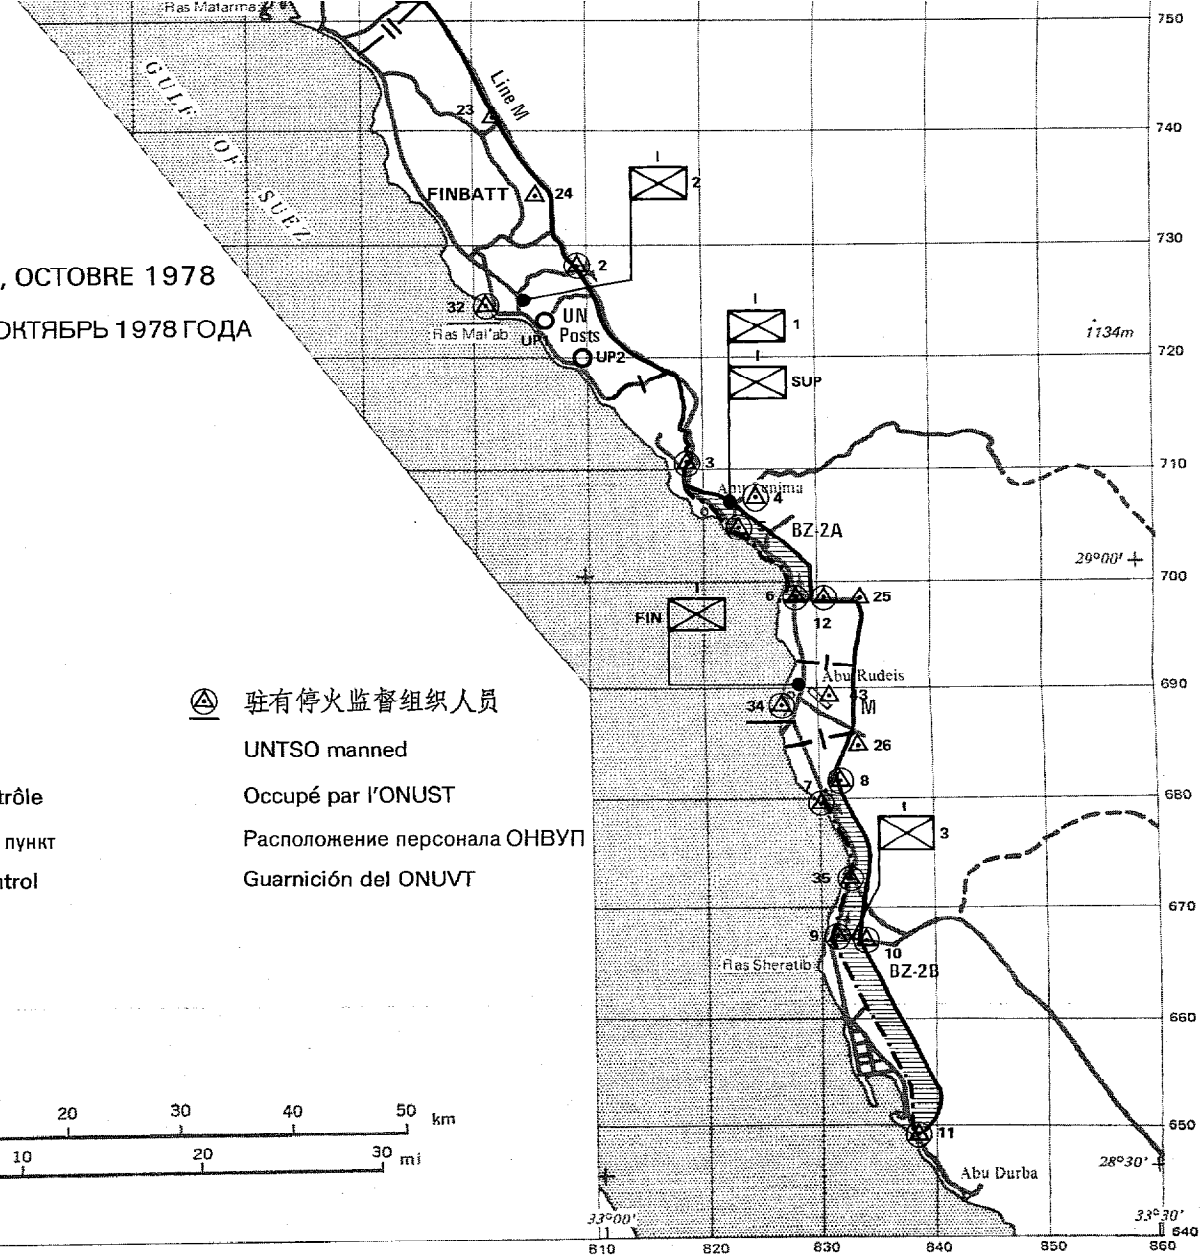 Ras Matarma
750
GULF OF SUEZ
Line M
23
740
2
FINBATT
24
730
2
, OCTOBRE 1978
32
UN
Posts
1
ОКТЯБРЬ 1978 ГОДА
Ras Mal'ab
UP1
1134m
UP2
720
SUP
3
710
4
5
BZ-2A
29°00'
700
6
25
FIN
12
Abu Rudeis
690
43
驻有停火监督组织人员
34
M
26
UNTSO manned
8
7
680
trôle
Occupé par l'ONUST
3
пункт
Расположение персонала ОНВУП
ntrol
Guarnición del ONUVT
35
670
9
10
Ras Sheratib
BZ-2B
660
20
30
40
50
km
650
11
10
20
30
mi
28°30'
Abu Durba
33°00'
33°30'
640
810
820
830
840
850
860